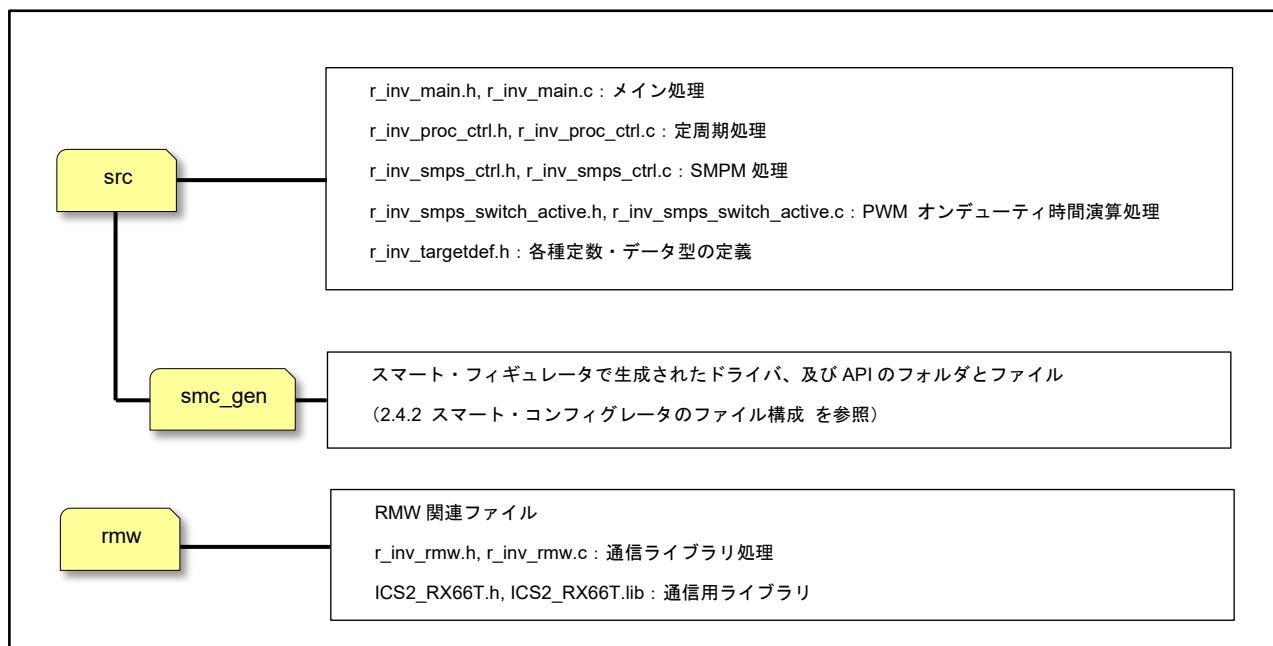 src
r_inv_main.h, r_inv_main.c：メイン処理
r_inv_proc_ctrl.h, r_inv_proc_ctrl.c：定周期処理
r_inv_smps_ctrl.h, r_inv_smps_ctrl.c：SMPM 処理
r_inv_smps_switch_active.h, r_inv_smps_switch_active.c：PWM オンデューティ時間演算処理
r_inv_targetdef.h：各種定数・データ型の定義
smc_gen
スマート・フィギュレータで生成されたドライバ、及び API のフォルダとファイル
（2.4.2 スマート・コンフィグレータのファイル構成 を参照）
rmw
RMW 関連ファイル
r_inv_rmw.h, r_inv_rmw.c：通信ライブラリ処理
ICS2_RX66T.h, ICS2_RX66T.lib：通信用ライブラリ